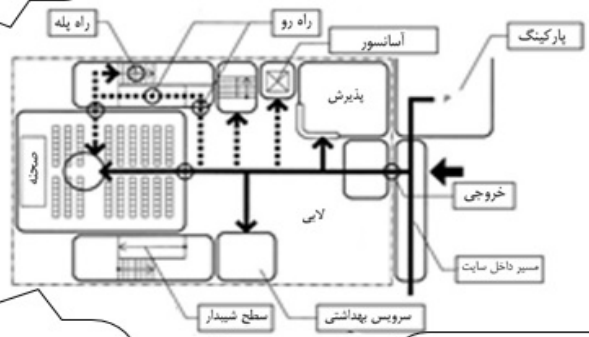 راه پله
راه رو
آسانسور
پارکینگ
پذیرش
P
صحنه
خروجی
لابی
مسیر داخل سایت
سطح شیبدار
سرویس بهداشتی